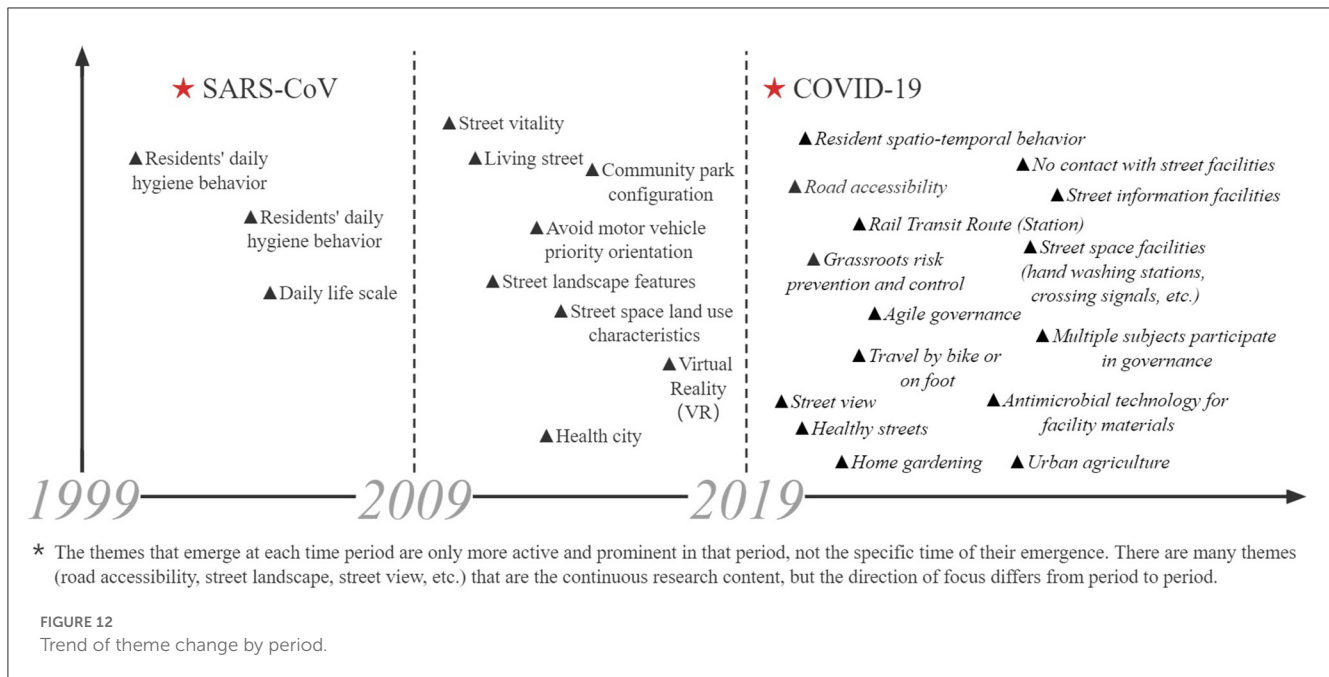 ★ SARS-CoV
▲Residents' daily
hygiene behavior
▲Residents' daily
hygiene behavior
▲Daily life scale
▲Street vitality
▲Living street
▲Community park
configuration
▲Avoid motor vehicle
priority orientation
▲Street landscape features
▲Street space land use
characteristics
▲Virtual
Reality
(VR)
▲Health city
★ COVID-19
▲Resident spatio-temporal behavior
▲No contact with street facilities
▲Road accessibility
▲Street information facilities
▲Rail Transit Route (Station)
▲Street space facilities
(hand washing stations,
crossing signals, etc.)
▲Grassroots risk
prevention and control
▲Agile governance
▲Multiple subjects participate
in governance
▲Travel by bike or
on foot
▲Street view
▲Antimicrobial technology for
facility materials
▲Healthy streets
▲Home gardening
▲Urban agriculture
1999
2009
2019
* The themes that emerge at each time period are only more active and prominent in that period, not the specific time of their emergence. There are many themes
(road accessibility, street landscape, street view, etc.) that are the continuous research content, but the direction of focus differs from period to period.
FIGURE 12
Trend of theme change by period.